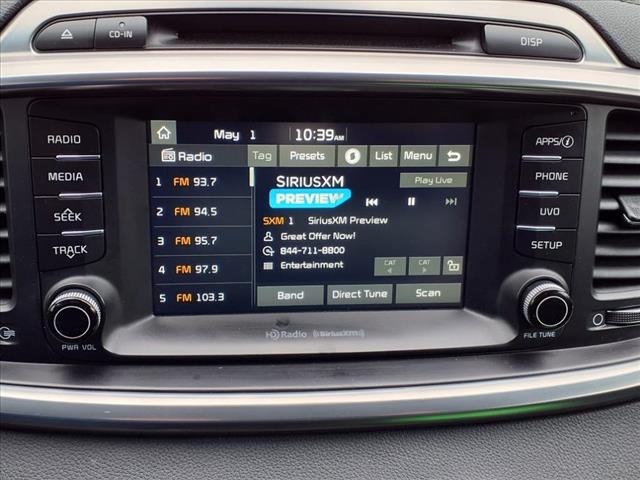 CD-IN
DISP
May 1 10:39AM
RADIO
MEDIA
SEEK
TRACK
PWR VOL
Radio Tag Presets List Menu
1 FM 93.7
2 FM 94.5
3 FM 95.7
4 FM 97.9
5 FM 103.3
SIRIUSXM
PREVIEW
Play Live
SXM 1 SiriusXM Preview
Great Offer Now!
844-711-8800
Entertainment
CAT CAT
Band Direct Tune Scan
HD Radio SiriusXM
APPS/i
PHONE
UVO
SETUP
FILE TUNE